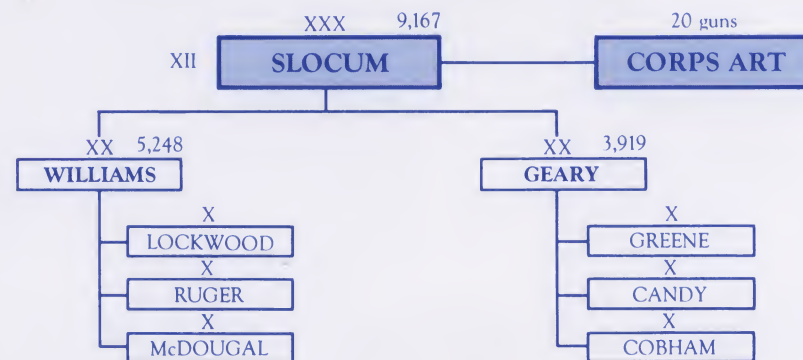 XXX 9,167 20 guns
XII SLOCUM CORPS ART
XX 5,248 XX 3,919
WILLIAMS GEARY
X X
LOCKWOOD GREENE
X X
RUGER CANDY
X X
McDOUGAL COBHAM